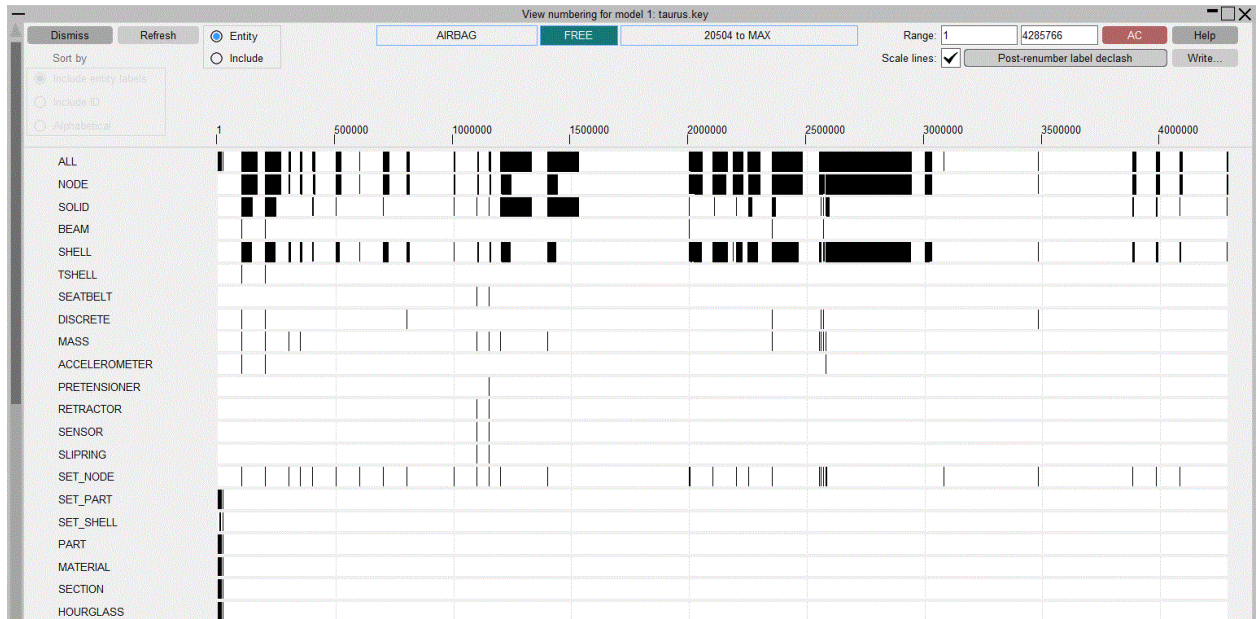 View numbering for model 1: taurus.key
Dismiss Refresh Entity AIRBAG FREE 20504 to MAX Range: 1 4285766 AC Help
Sort by Include Scale lines: Post-renumber label declash Write...
Include entity labels
Include ID
Alphabetical
1 500000 1000000 1500000 2000000 2500000 3000000 3500000 4000000
ALL
NODE
SOLID
BEAM
SHELL
TSHELL
SEATBELT
DISCRETE
MASS
ACCELEROMETER
PRETENSIONER
RETRACTOR
SENSOR
SLIPRING
SET_NODE
SET_PART
SET_SHELL
PART
MATERIAL
SECTION
HOURGLASS